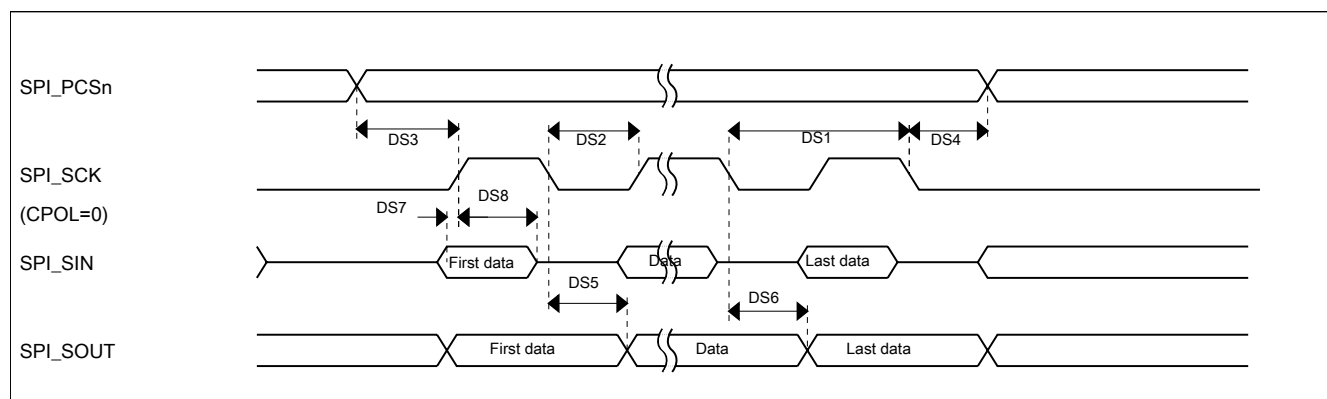 SPI_PCSn
DS3
DS2
DS1
DS4
SPI_SCK
(CPOL=0)
DS7
DS8
SPI_SIN
First data
Data
Last data
DS5
DS6
SPI_SOUT
First data
Data
Last data